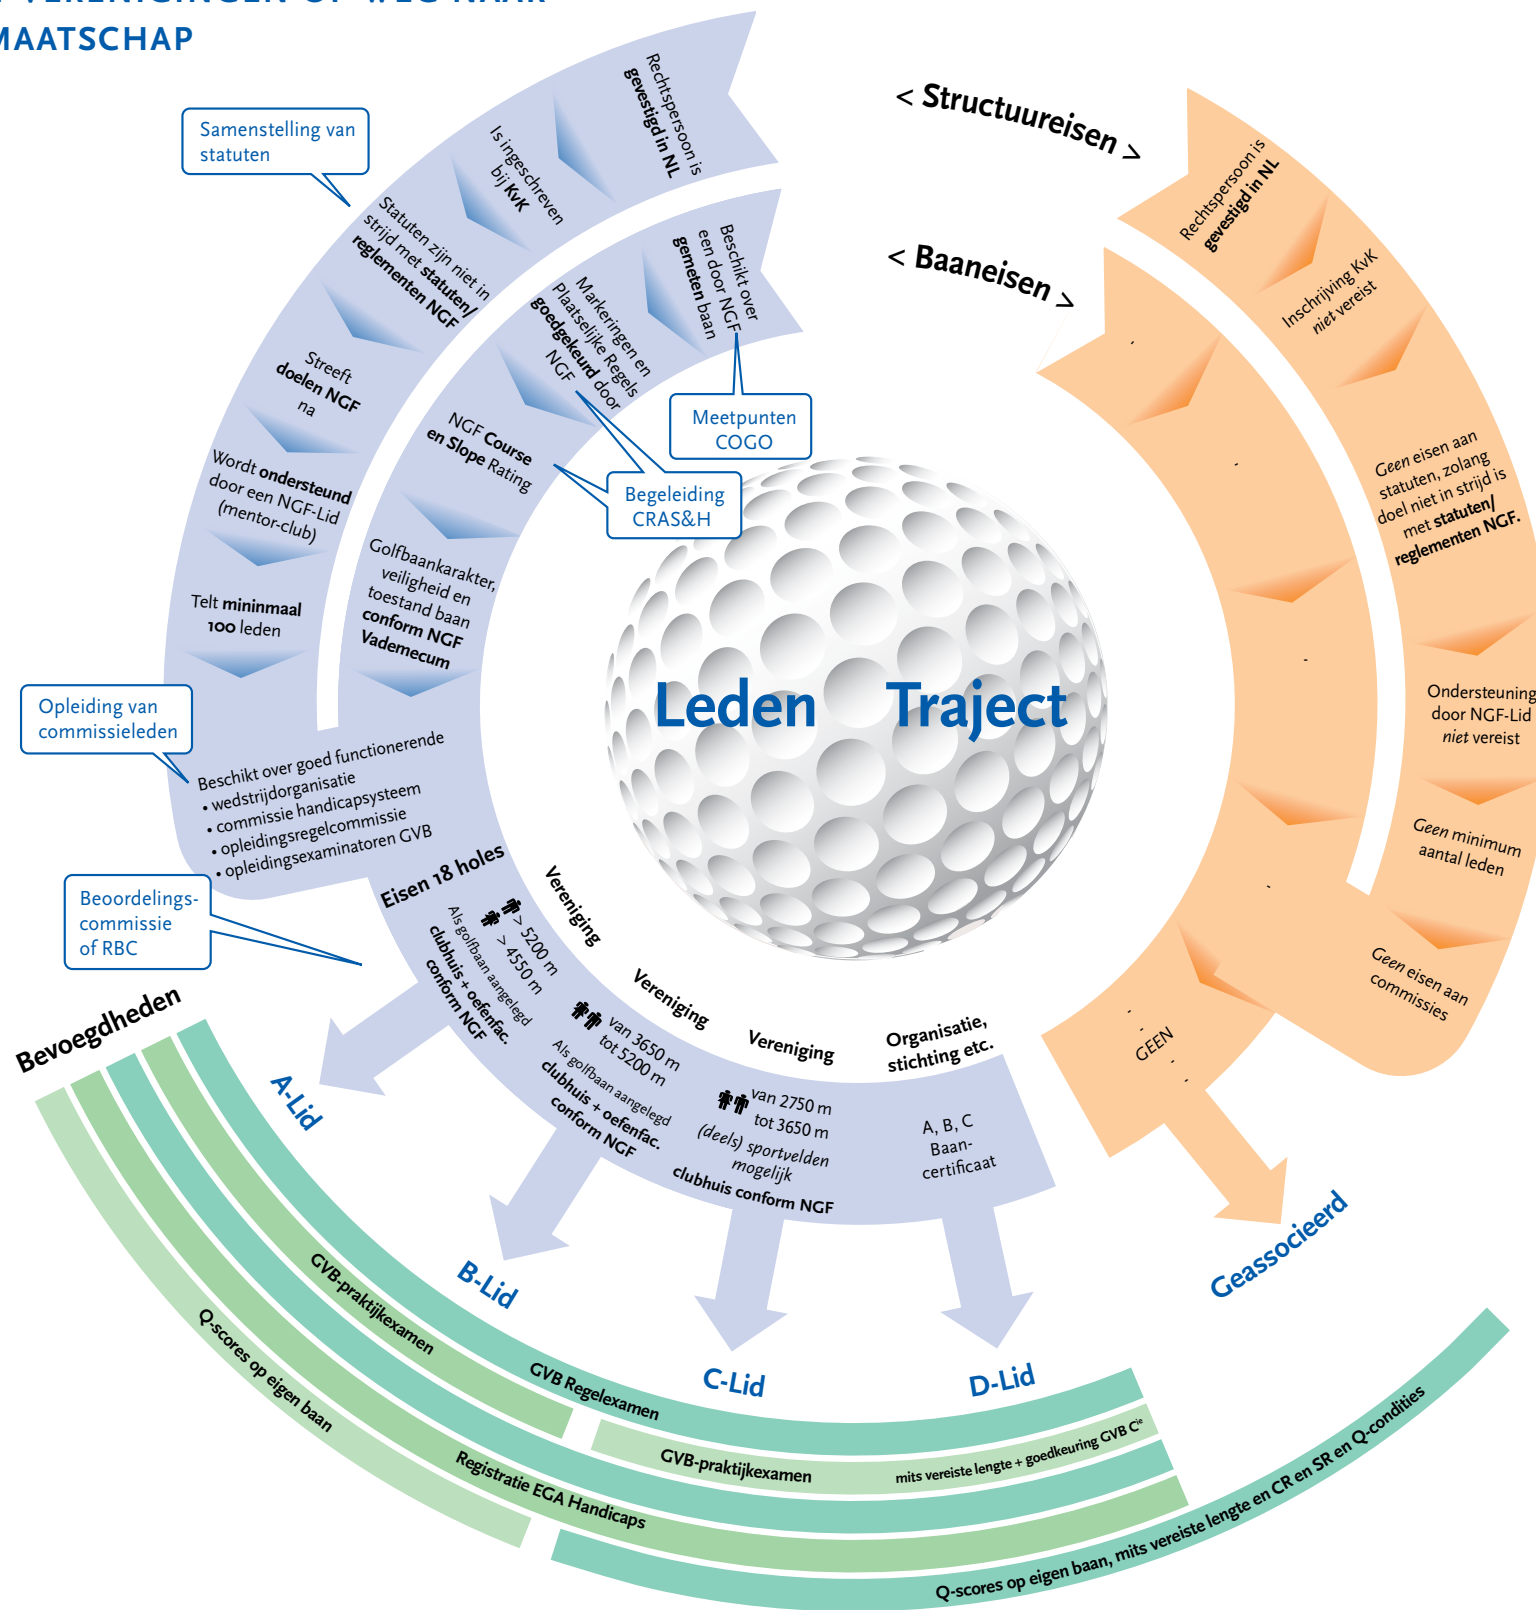 VERENIGINGEN OP WEG NAAR
MAATSCHAP
< Structuureisen >
< Baaneisen >
Rechtspersoon is
gevestigd in NL
Is ingeschreven
bij KvK
Samenstelling van
statuten
Statuten zijn niet in
strijd met statuten/
reglementen NGF
Streeft
doelen NGF
na
Wordt ondersteund
door een NGF-Lid
(mentor-club)
Telt mininmaal
100 leden
Opleiding van
commissieleden
Beschikt over goed functionerende
• wedstrijdorganisatie
• commissie handicapsysteem
• opleidingsregelcommissie
• opleidingsexaminatoren GVB
Beschikt over
een door NGF
gemeten baan
Meetpunten
COGO
Markeringen en
Plaatselijke Regels
goedgekeurd door
NGF
Begeleiding
CRAS&H
NGF Course
en Slope Rating
Golfbaankarakter,
veiligheid en
toestand baan
conform NGF
Vademecum
Leden Traject
Rechtspersoon is
gevestigd in NL
Inschrijving KvK
niet vereist
Geen eisen aan
statuten, zolang
doel niet in strijd is
met statuten/
reglementen NGF.
Ondersteuning
door NGF-Lid
niet vereist
Geen minimum
aantal leden
Geen eisen aan
commissies
-
-
-
-
-
-
GEEN
-
-
Beoordelings-
commissie
of RBC
Eisen 18 holes
Vereniging
> 5200 m
> 4550 m
Als golfbaan aangelegd
clubhuis + oefenfac.
conform NGF
Vereniging
van 3650 m
tot 5200 m
Als golfbaan aangelegd
clubhuis + oefenfac.
conform NGF
Vereniging
van 2750 m
tot 3650 m
(deels) sportvelden
mogelijk
clubhuis conform NGF
Organisatie,
stichting etc.
A, B, C
Baan-
certificaat
Bevoegdheden
A-Lid
B-Lid
C-Lid
D-Lid
Geassocieerd
GVB Regelexamen
GVB-praktijkexamen
GVB-praktijkexamen
mits vereiste lengte + goedkeuring GVB Cie
Registratie EGA Handicaps
Q-scores op eigen baan
Q-scores op eigen baan, mits vereiste lengte en CR en SR en Q-condities